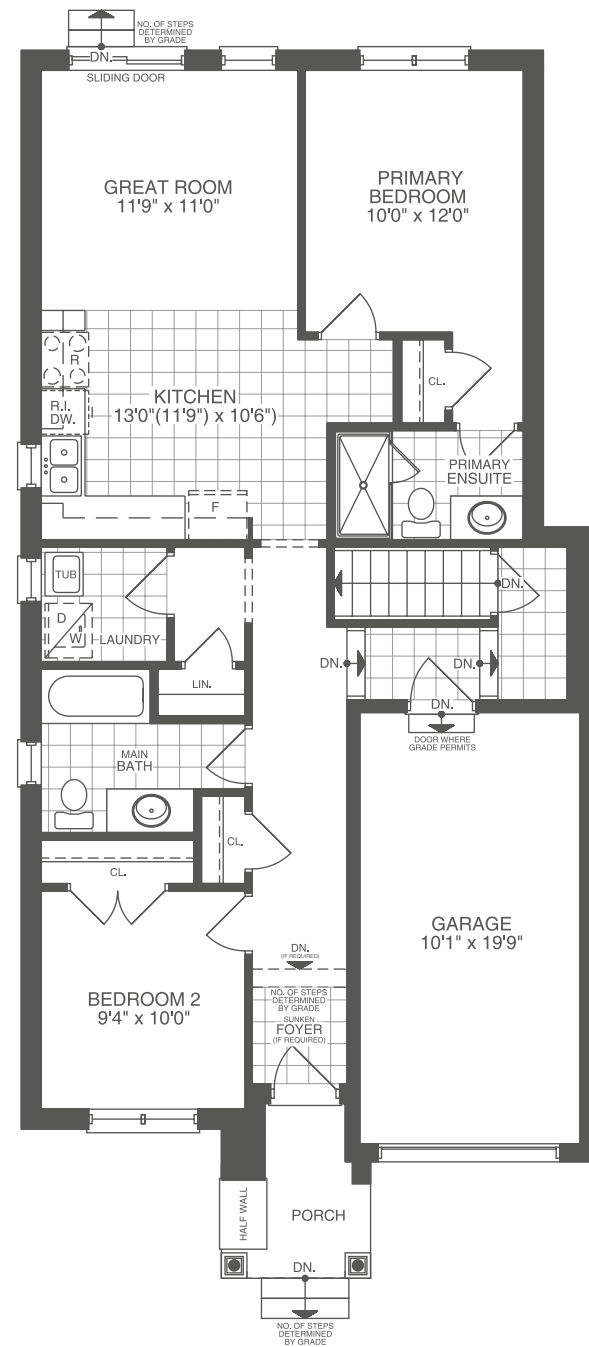 NO. OF STEPS
DETERMINED
BY GRADE
DN.
SLIDING DOOR
GREAT ROOM
11'9" x 11'0"
PRIMARY
BEDROOM
10'0" x 12'0"
R
CL.
KITCHEN
13'0"(11'9") x 10'6")
R.I.
DW.
PRIMARY
ENSUITE
F
TUB
DN.
D
W
LAUNDRY
DN.
DN.
LIN.
DN.
DOOR WHERE
GRADE PERMITS
MAIN
BATH
CL.
CL.
GARAGE
10'1" x 19'9"
DN.
(IF REQUIRED)
BEDROOM 2
9'4" x 10'0"
NO. OF STEPS
DETERMINED
BY GRADE
SUNKEN
FOYER
(IF REQUIRED)
HALF WALL
PORCH
DN.
NO. OF STEPS
DETERMINED
BY GRADE